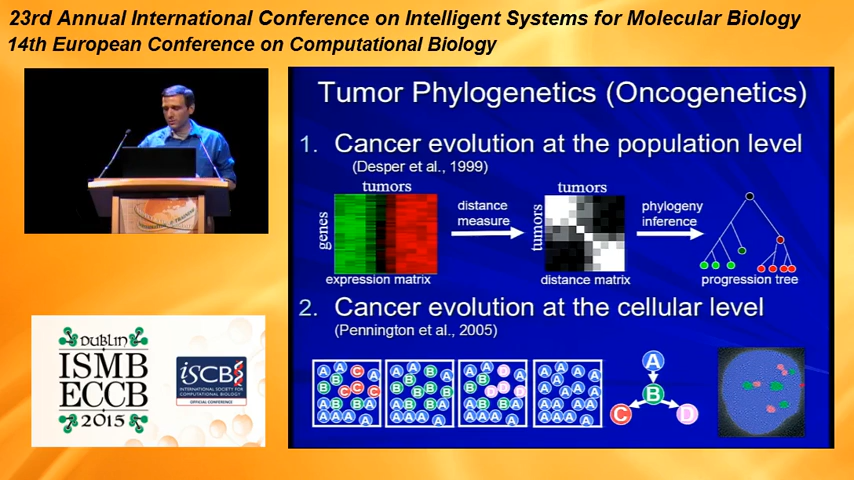 23rd Annual International Conference on Intelligent Systems for Molecular Biology
14th European Conference on Computational Biology
Tumor Phylogenetics (Oncogenetics)
1. Cancer evolution at the population level
(Desper et al., 1999)
tumors
genes
expression matrix
distance
measure
tumors
tumors
distance matrix
phylogeny
inference
progression tree
2. Cancer evolution at the cellular level
(Pennington et al., 2005)
A
B
C
D
DUBLIN
ISMB
ECCB
2015
ISCB
INTERNATIONAL SOCIETY FOR
COMPUTATIONAL BIOLOGY
OFFICIAL CONFERENCE